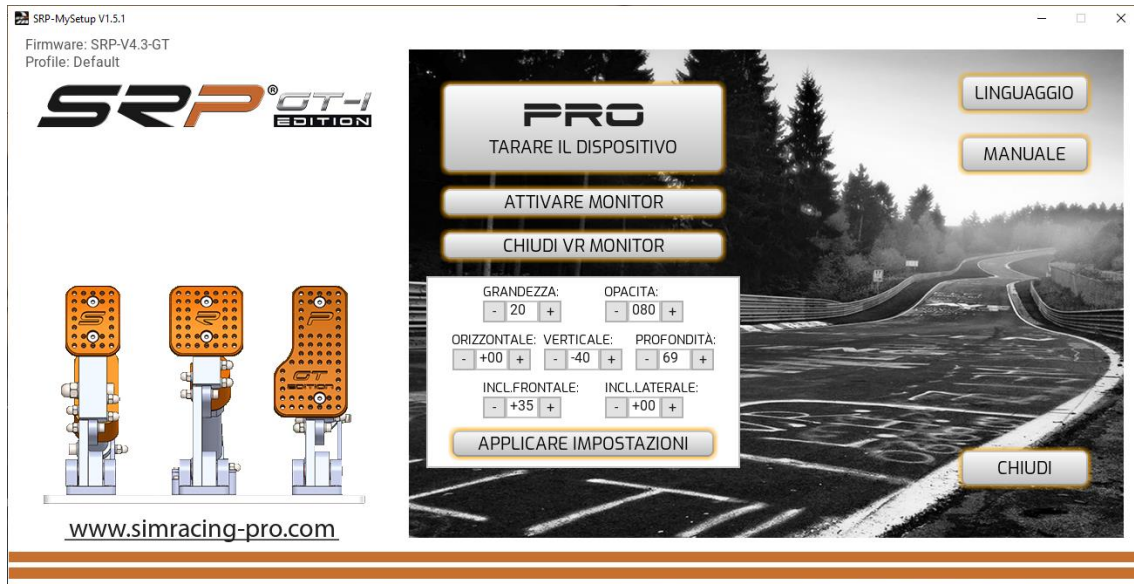 SRP-MySetup V1.5.1
Firmware: SRP-V4.3-GT
Profile: Default
SRP® GT-I
EDITION
PRO
TARARE IL DISPOSITIVO
ATTIVARE MONITOR
CHIUDI VR MONITOR
GRANDEZZA: OPACITA:
- 20 + - 080 +
ORIZZONTALE: VERTICALE: PROFONDITÀ:
- +00 + - -40 + - 69 +
INCL.FRONTALE: INCL.LATERALE:
- +35 + - +00 +
APPLICARE IMPOSTAZIONI
LINGUAGGIO
MANUALE
CHIUDI
S R P
GT
EDITION
www.simracing-pro.com